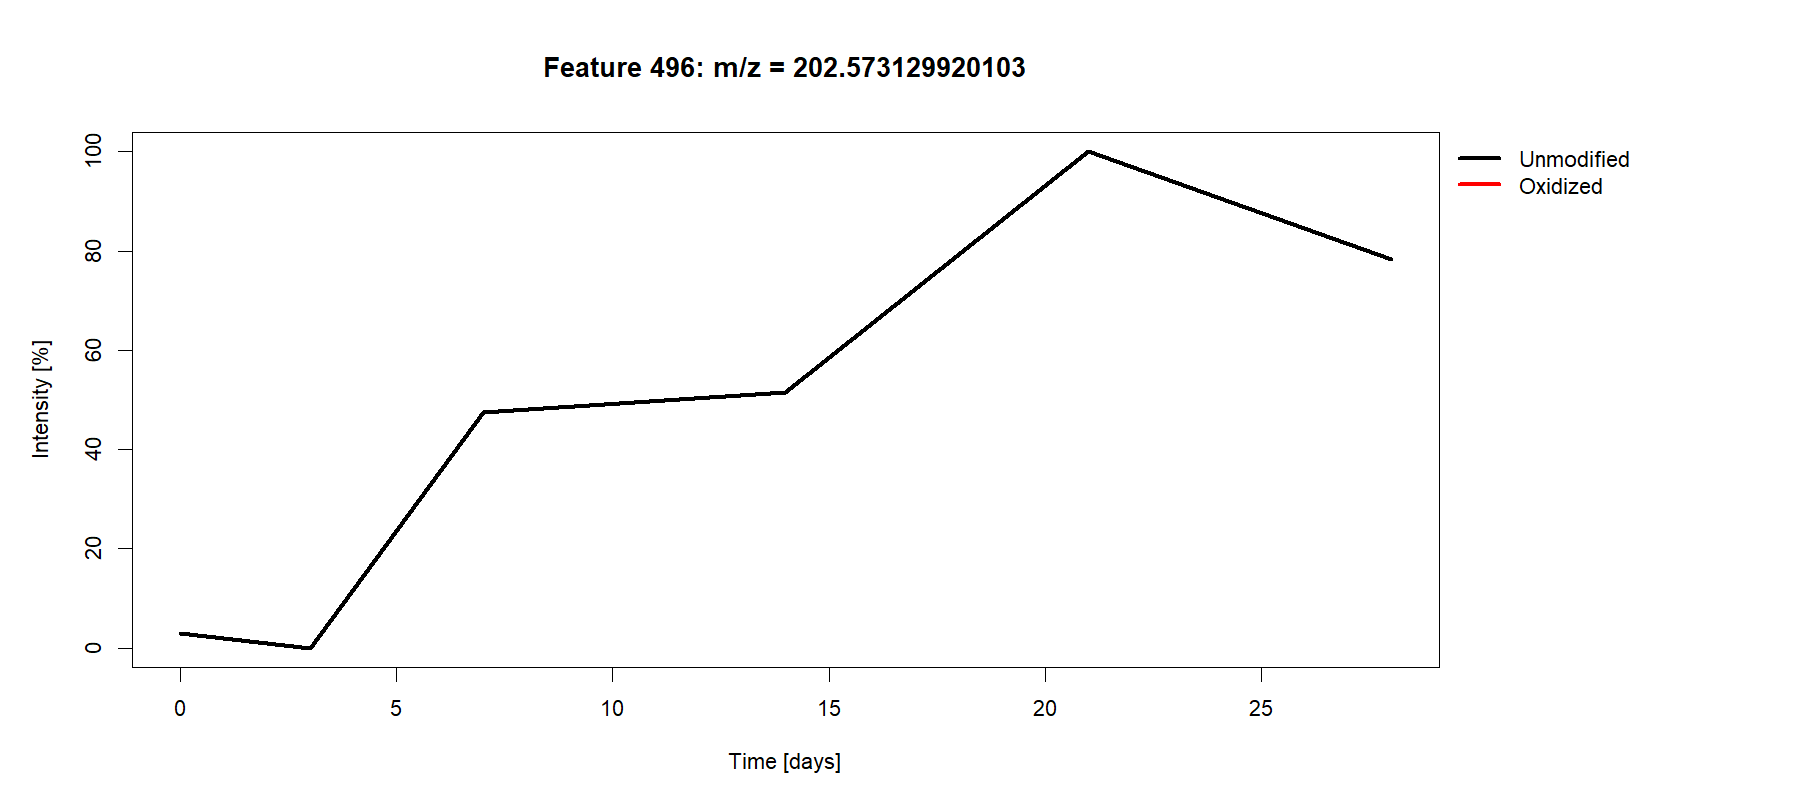 Feature 496: m/z = 202.573129920103
Unmodified
Oxidized
Intensity [%]
100
80
60
40
20
0
0 5 10 15 20 25
Time [days]